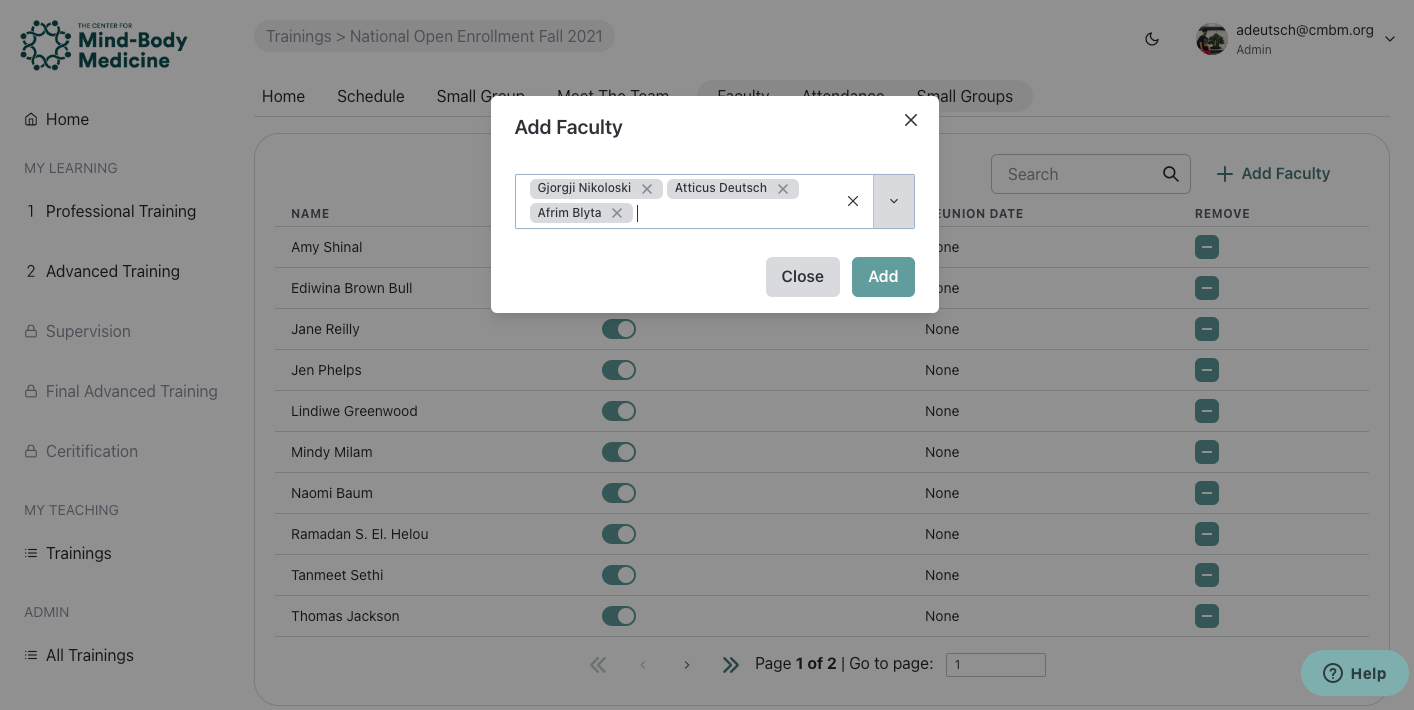 THE CENTER FOR
Mind-Body
Medicine
Trainings > National Open Enrollment Fall 2021
adeutsch@cmbm.org
Admin
Home Schedule Small Group Meet The Team Faculty Attendance Small Groups
Home
MY LEARNING
1 Professional Training
2 Advanced Training
Supervision
Final Advanced Training
Ceritification
MY TEACHING
Trainings
ADMIN
All Trainings
Add Faculty
Gjorgji Nikoloski Atticus Deutsch
Afrim Blyta
Close Add
Search
Add Faculty
NAME EUNION DATE REMOVE
Amy Shinal one
Ediwina Brown Bull one
Jane Reilly None
Jen Phelps None
Lindiwe Greenwood None
Mindy Milam None
Naomi Baum None
Ramadan S. El. Helou None
Tanmeet Sethi None
Thomas Jackson None
Page 1 of 2 | Go to page: 1
Help